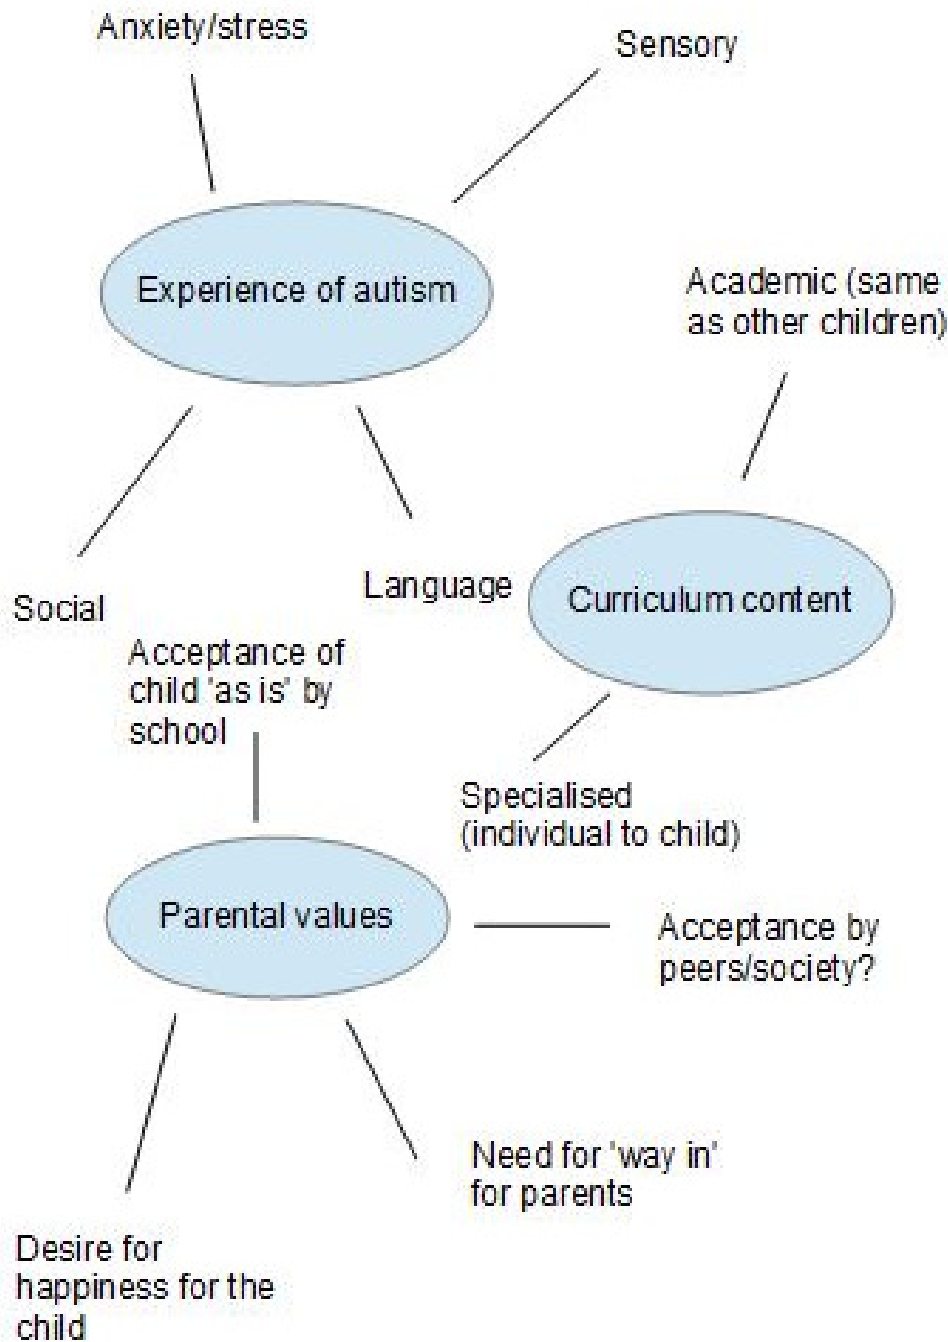 Anxiety/stress
Sensory
Experience of autism
Academic (same
as other children)
Social
Language
Curriculum content
Acceptance of
child 'as is' by
school
Specialised
(individual to child)
Parental values
Acceptance by
peers/society?
Need for 'way in'
for parents
Desire for
happiness for the
child